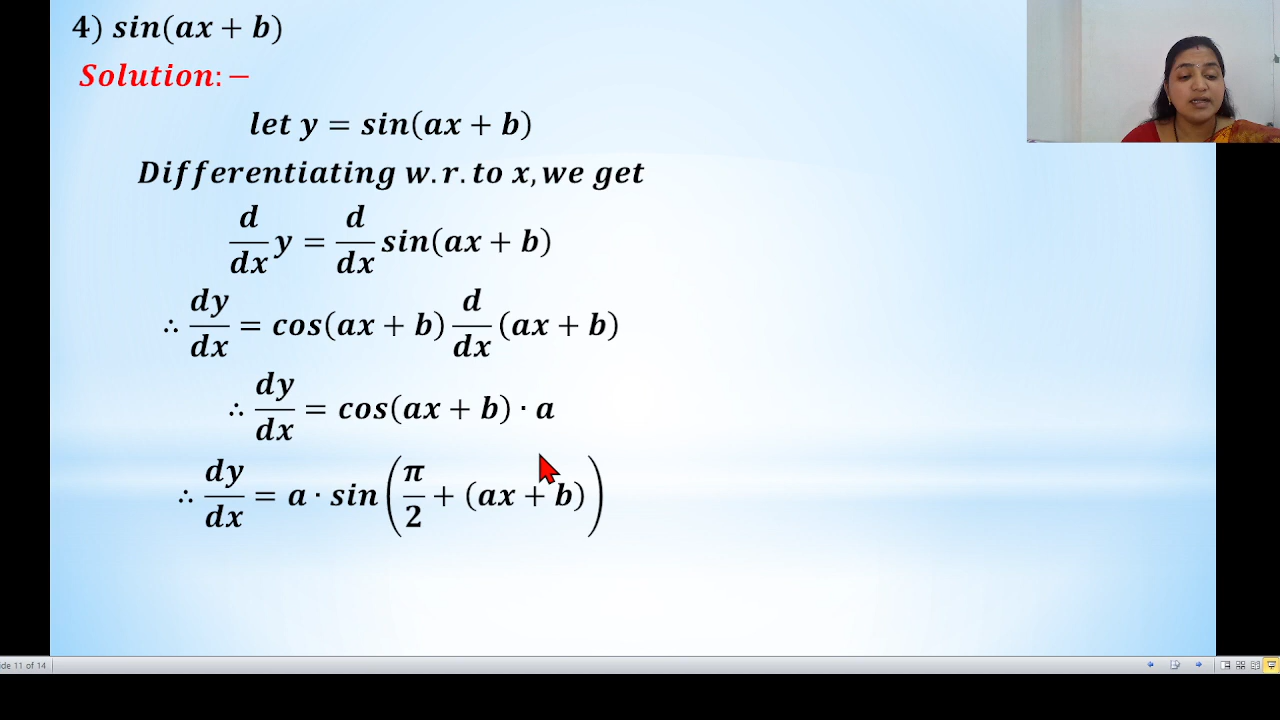 4) sin(ax + b)
Solution:−
let y = sin(ax + b)
Differentiating w.r.to x, we get
d/dx y = d/dx sin(ax + b)
∴ dy/dx = cos(ax + b) d/dx (ax + b)
∴ dy/dx = cos(ax + b) · a
∴ dy/dx = a · sin(π/2 + (ax + b))
ide 11 of 14